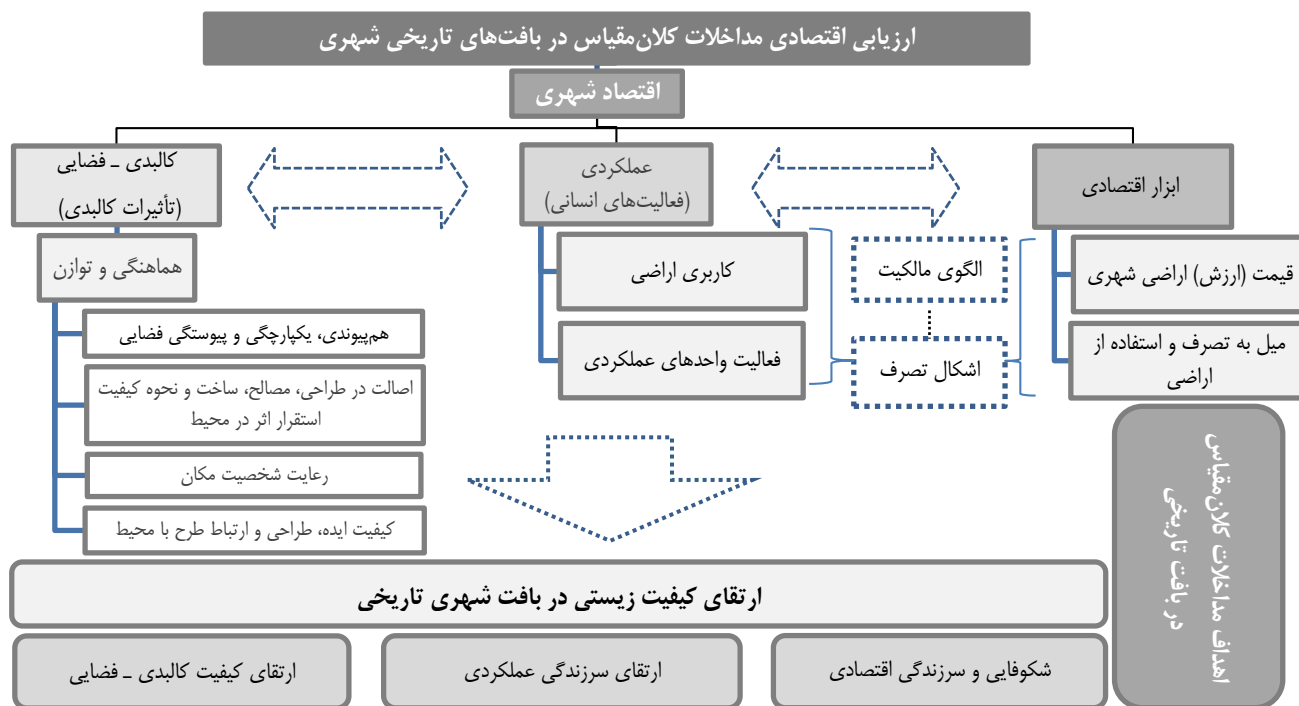 ارزیابی اقتصادی مداخلات کلان‌مقیاس در بافت‌های تاریخی شهری
اقتصاد شهری
ابزار اقتصادی
قیمت (ارزش) اراضی شهری
میل به تصرف و استفاده از
اراضی
الگوی مالکیت
اشکال تصرف
عملکردی
(فعالیت‌های انسانی)
کاربری اراضی
فعالیت واحدهای عملکردی
کالبدی ـ فضایی
(تأثیرات کالبدی)
هماهنگی و توازن
هم‌پیوندی، یکپارچگی و پیوستگی فضایی
اصالت در طراحی، مصالح، ساخت و نحوه کیفیت
استقرار اثر در محیط
رعایت شخصیت مکان
کیفیت ایده، طراحی و ارتباط طرح با محیط
اهداف مداخلات کلان‌مقیاس
در بافت تاریخی
ارتقای کیفیت زیستی در بافت شهری تاریخی
شکوفایی و سرزندگی اقتصادی
ارتقای سرزندگی عملکردی
ارتقای کیفیت کالبدی ـ فضایی